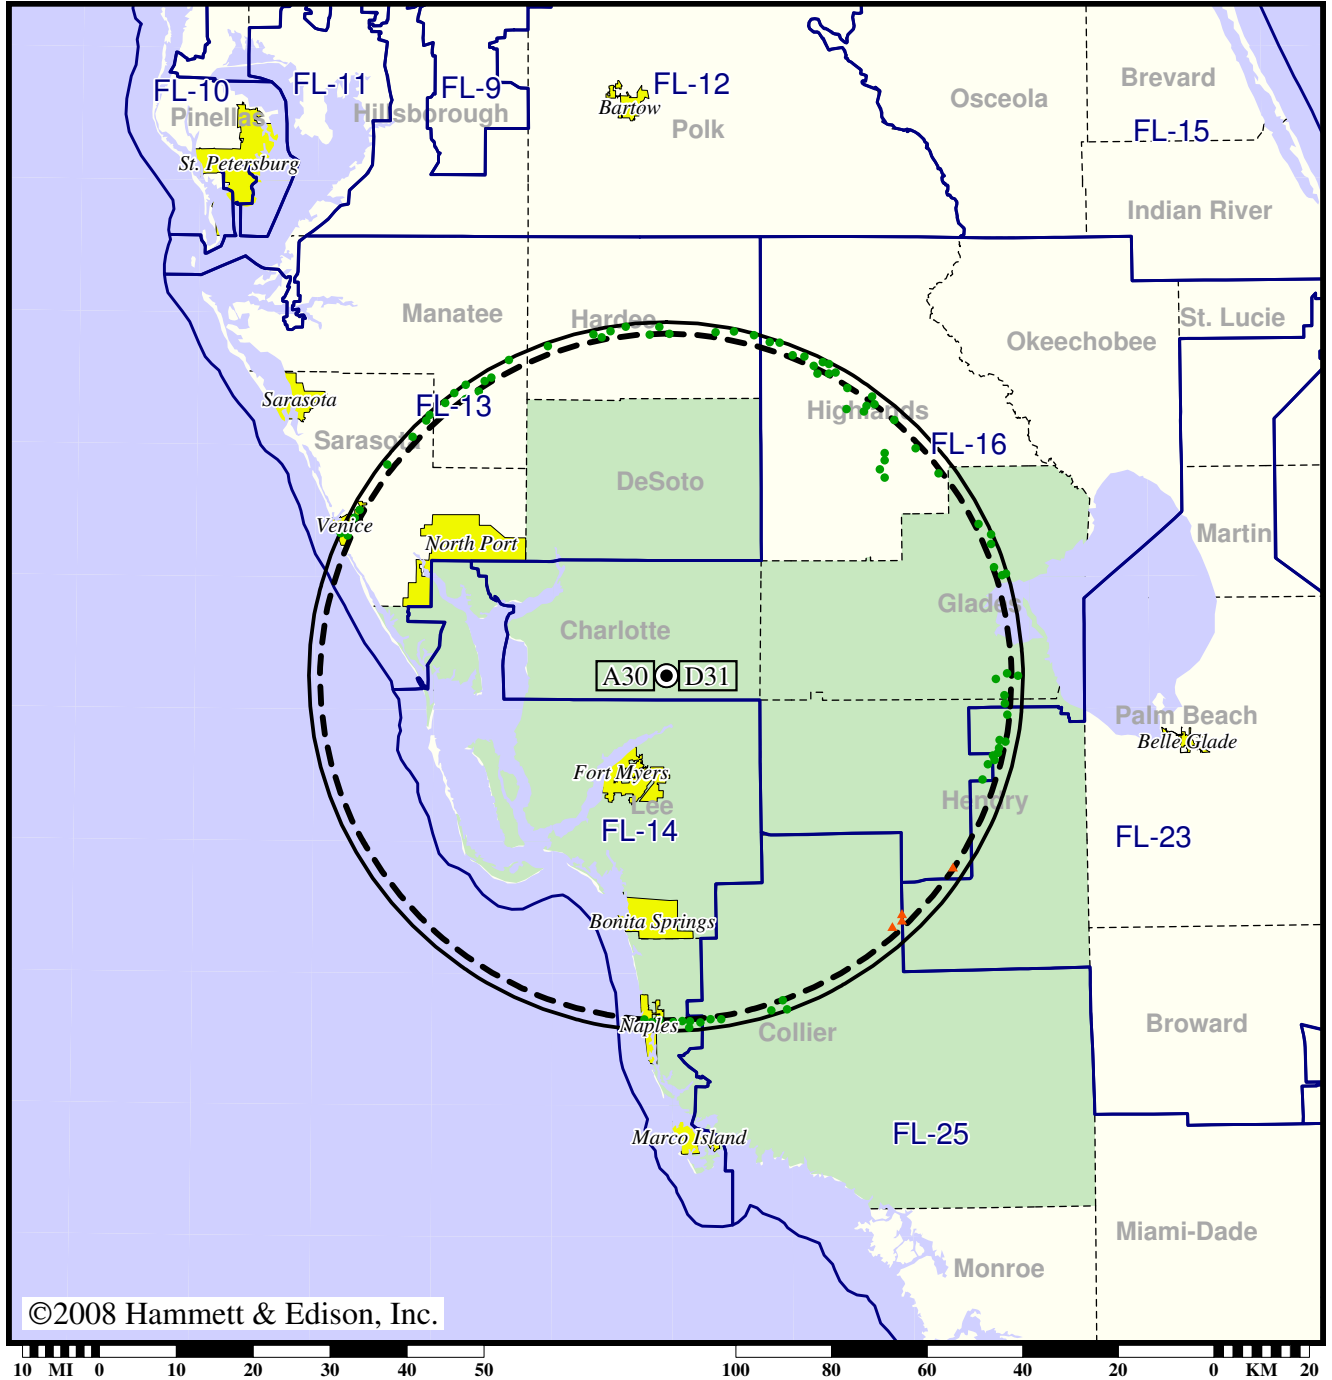 FL-10
FL-11
FL-9
FL-12
Brevard
Pinellas
Hillsborough
Bartow
Polk
Osceola
FL-15
St. Petersburg
Indian River
Manatee
Hardee
St. Lucie
Okeechobee
Sarasota
FL-13
Highlands
Sarasota
FL-16
DeSoto
Venice
North Port
Martin
Glades
Charlotte
A30
D31
Palm Beach
Belle Glade
Fort Myers
Lee
Hendry
FL-14
FL-23
Bonita Springs
Naples
Collier
Broward
Marco Island
FL-25
Miami-Dade
Monroe
©2008 Hammett & Edison, Inc.
10 MI 0 10 20 30 40 50 100 80 60 40 20 0 KM 20